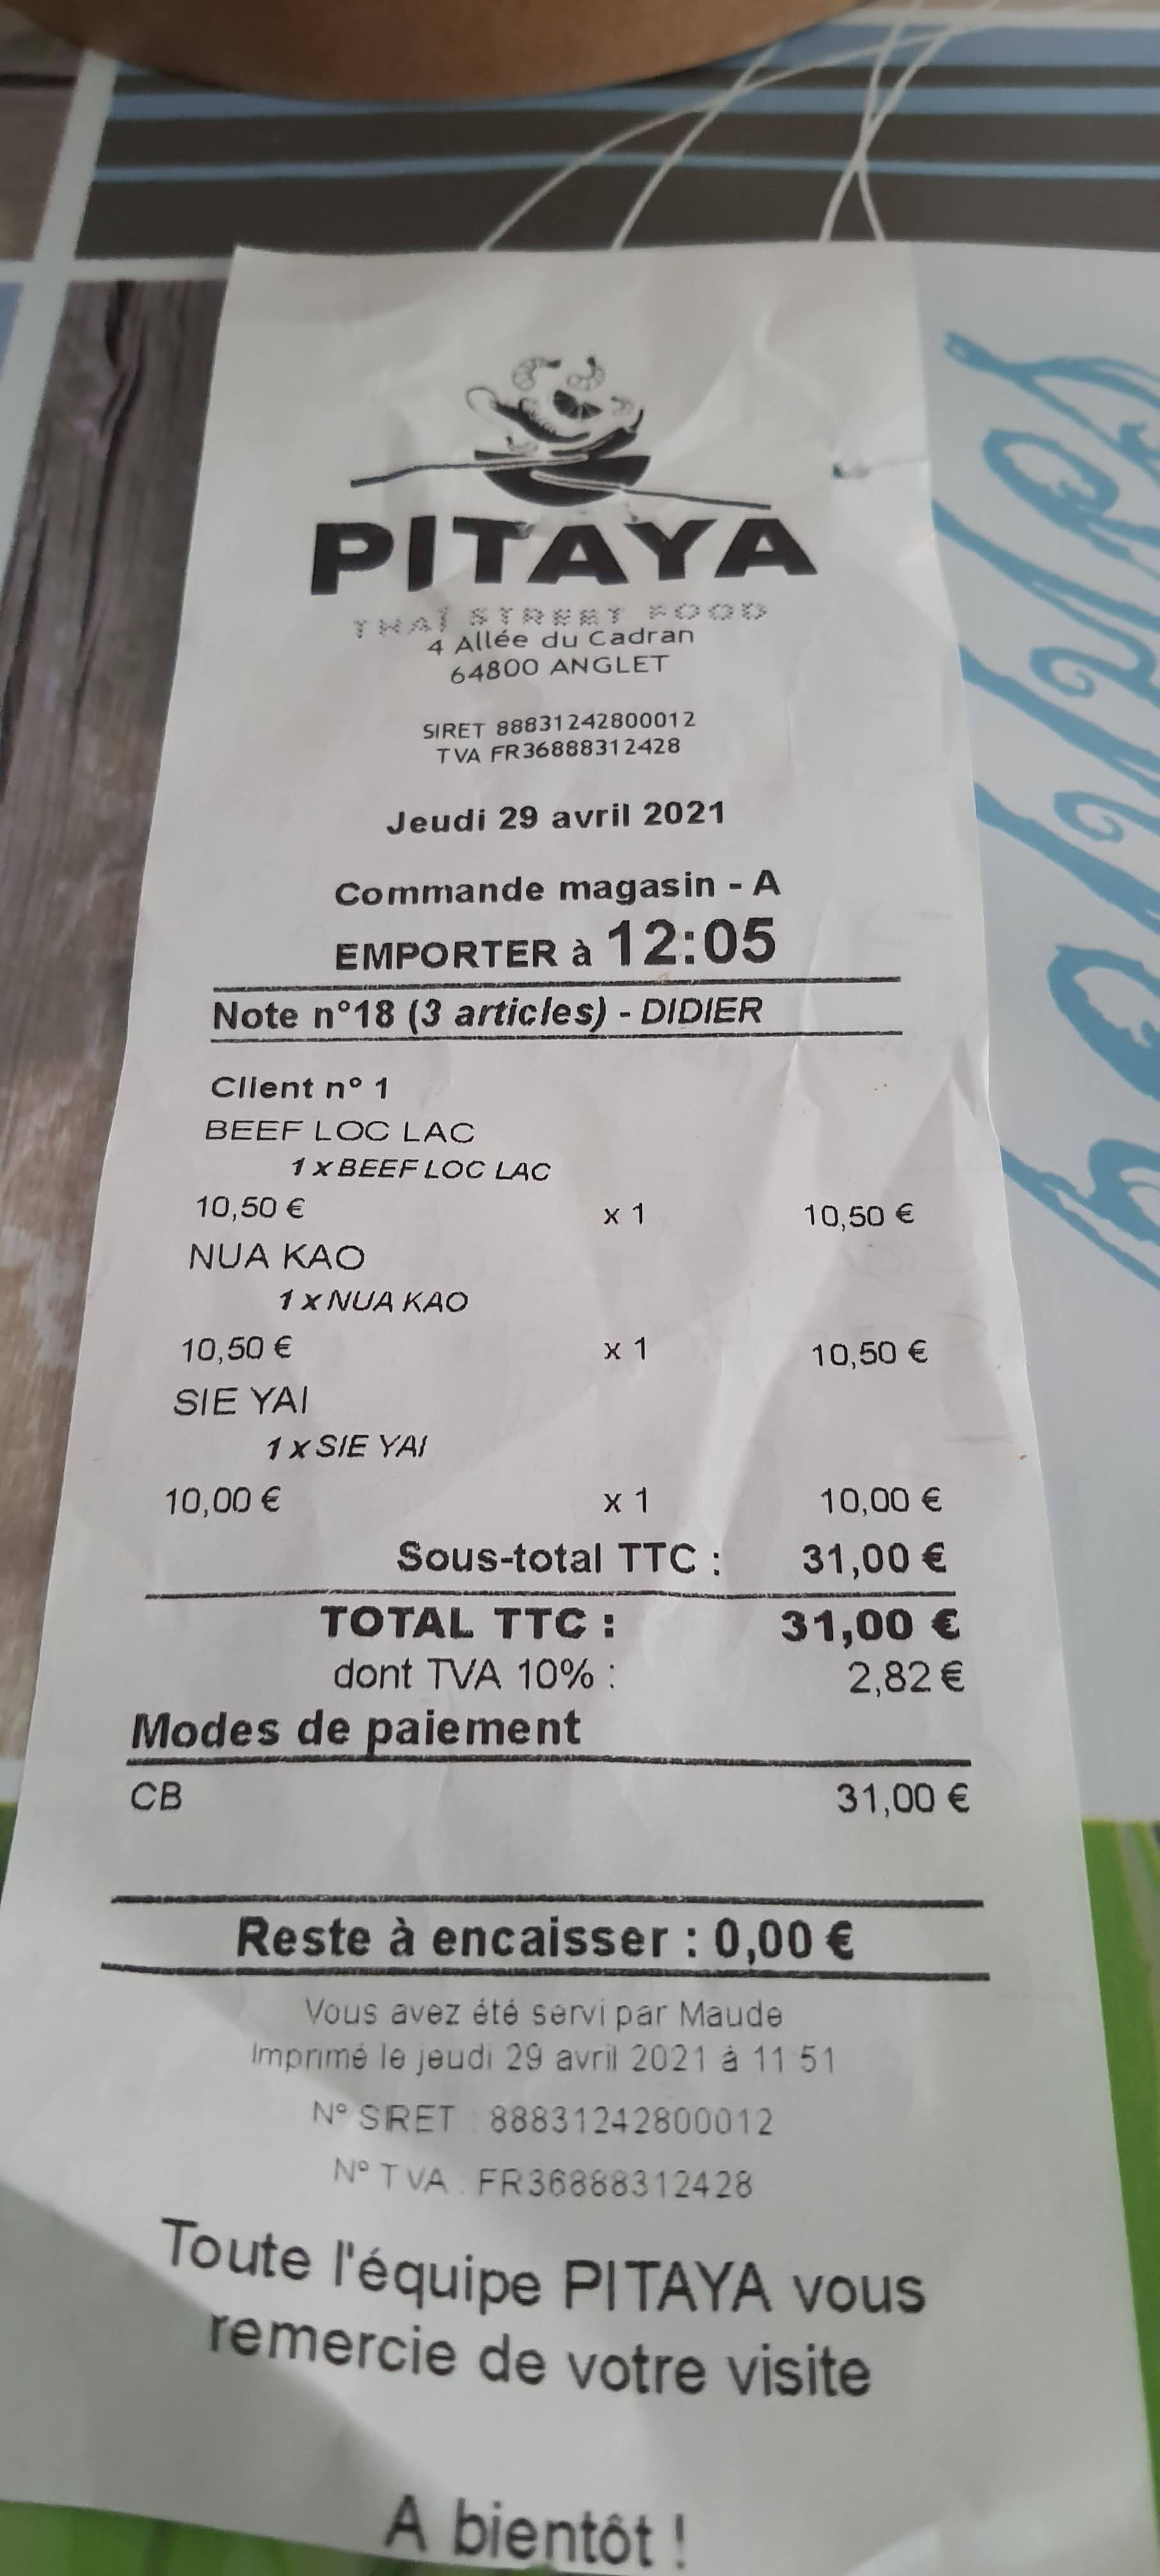 PITAYA
THAÏ STREET FOOD
4 Allée du Cadran
64800 ANGLET
SIRET 88831242800012
TVA FR36888312428
Jeudi 29 avril 2021
Commande magasin - A
EMPORTER à 12:05
Note n°18 (3 articles) - DIDIER
Client n° 1
BEEF LOC LAC
1 x BEEF LOC LAC
10,50 € x 1 10,50 €
NUA KAO
1 x NUA KAO
10,50 € x 1 10,50 €
SIE YAI
1 x SIE YAI
10,00 € x 1 10,00 €
Sous-total TTC : 31,00 €
TOTAL TTC : 31,00 €
dont TVA 10% : 2,82 €
Modes de paiement
CB 31,00 €
Reste à encaisser : 0,00 €
Vous avez été servi par Maude
Imprimé le jeudi 29 avril 2021 à 11:51
N° SIRET : 88831242800012
N° TVA : FR36888312428
Toute l'équipe PITAYA vous
remercie de votre visite
A bientôt !